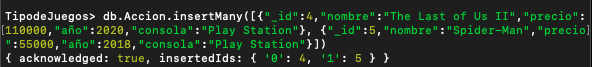 TipodeJuegos> db.Accion.insertMany([{"_id":4,"nombre":"The Last of Us II","precio":
110000,"año":2020,"consola":"Play Station"}, {"_id":5,"nombre":"Spider-Man","precio
":55000,"año":2018,"consola":"Play Station"}])
{ acknowledged: true, insertedIds: { '0': 4, '1': 5 } }